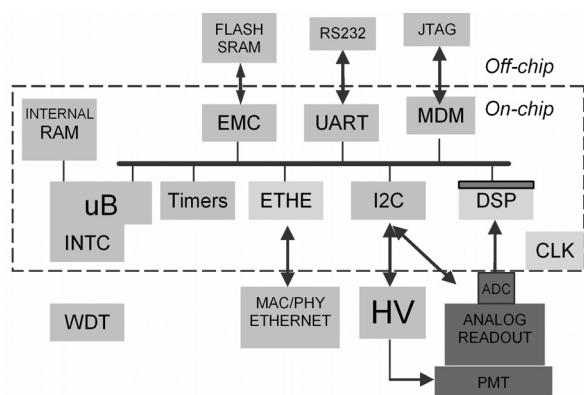 FLASH
SRAM
RS232
JTAG
Off-chip
On-chip
INTERNAL
RAM
EMC
UART
MDM
uB
INTC
Timers
ETHE
I2C
DSP
CLK
WDT
MAC/PHY
ETHERNET
HV
ADC
ANALOG
READOUT
PMT